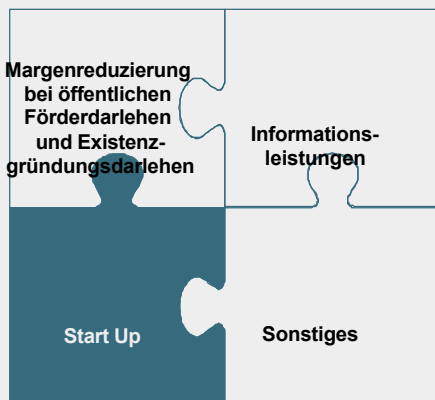 Margenreduzierung
bei öffentlichen
Förderdarlehen
und Existenz-
gründungsdarlehen
Informations-
leistungen
Start Up
Sonstiges